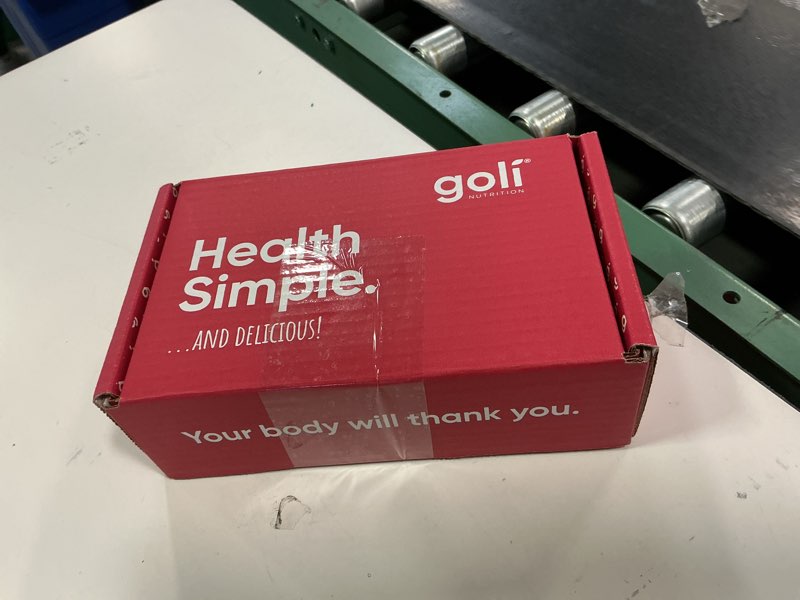 goli®
NUTRITION
Health
Simple.
...AND DELICIOUS!
Your body will thank you.